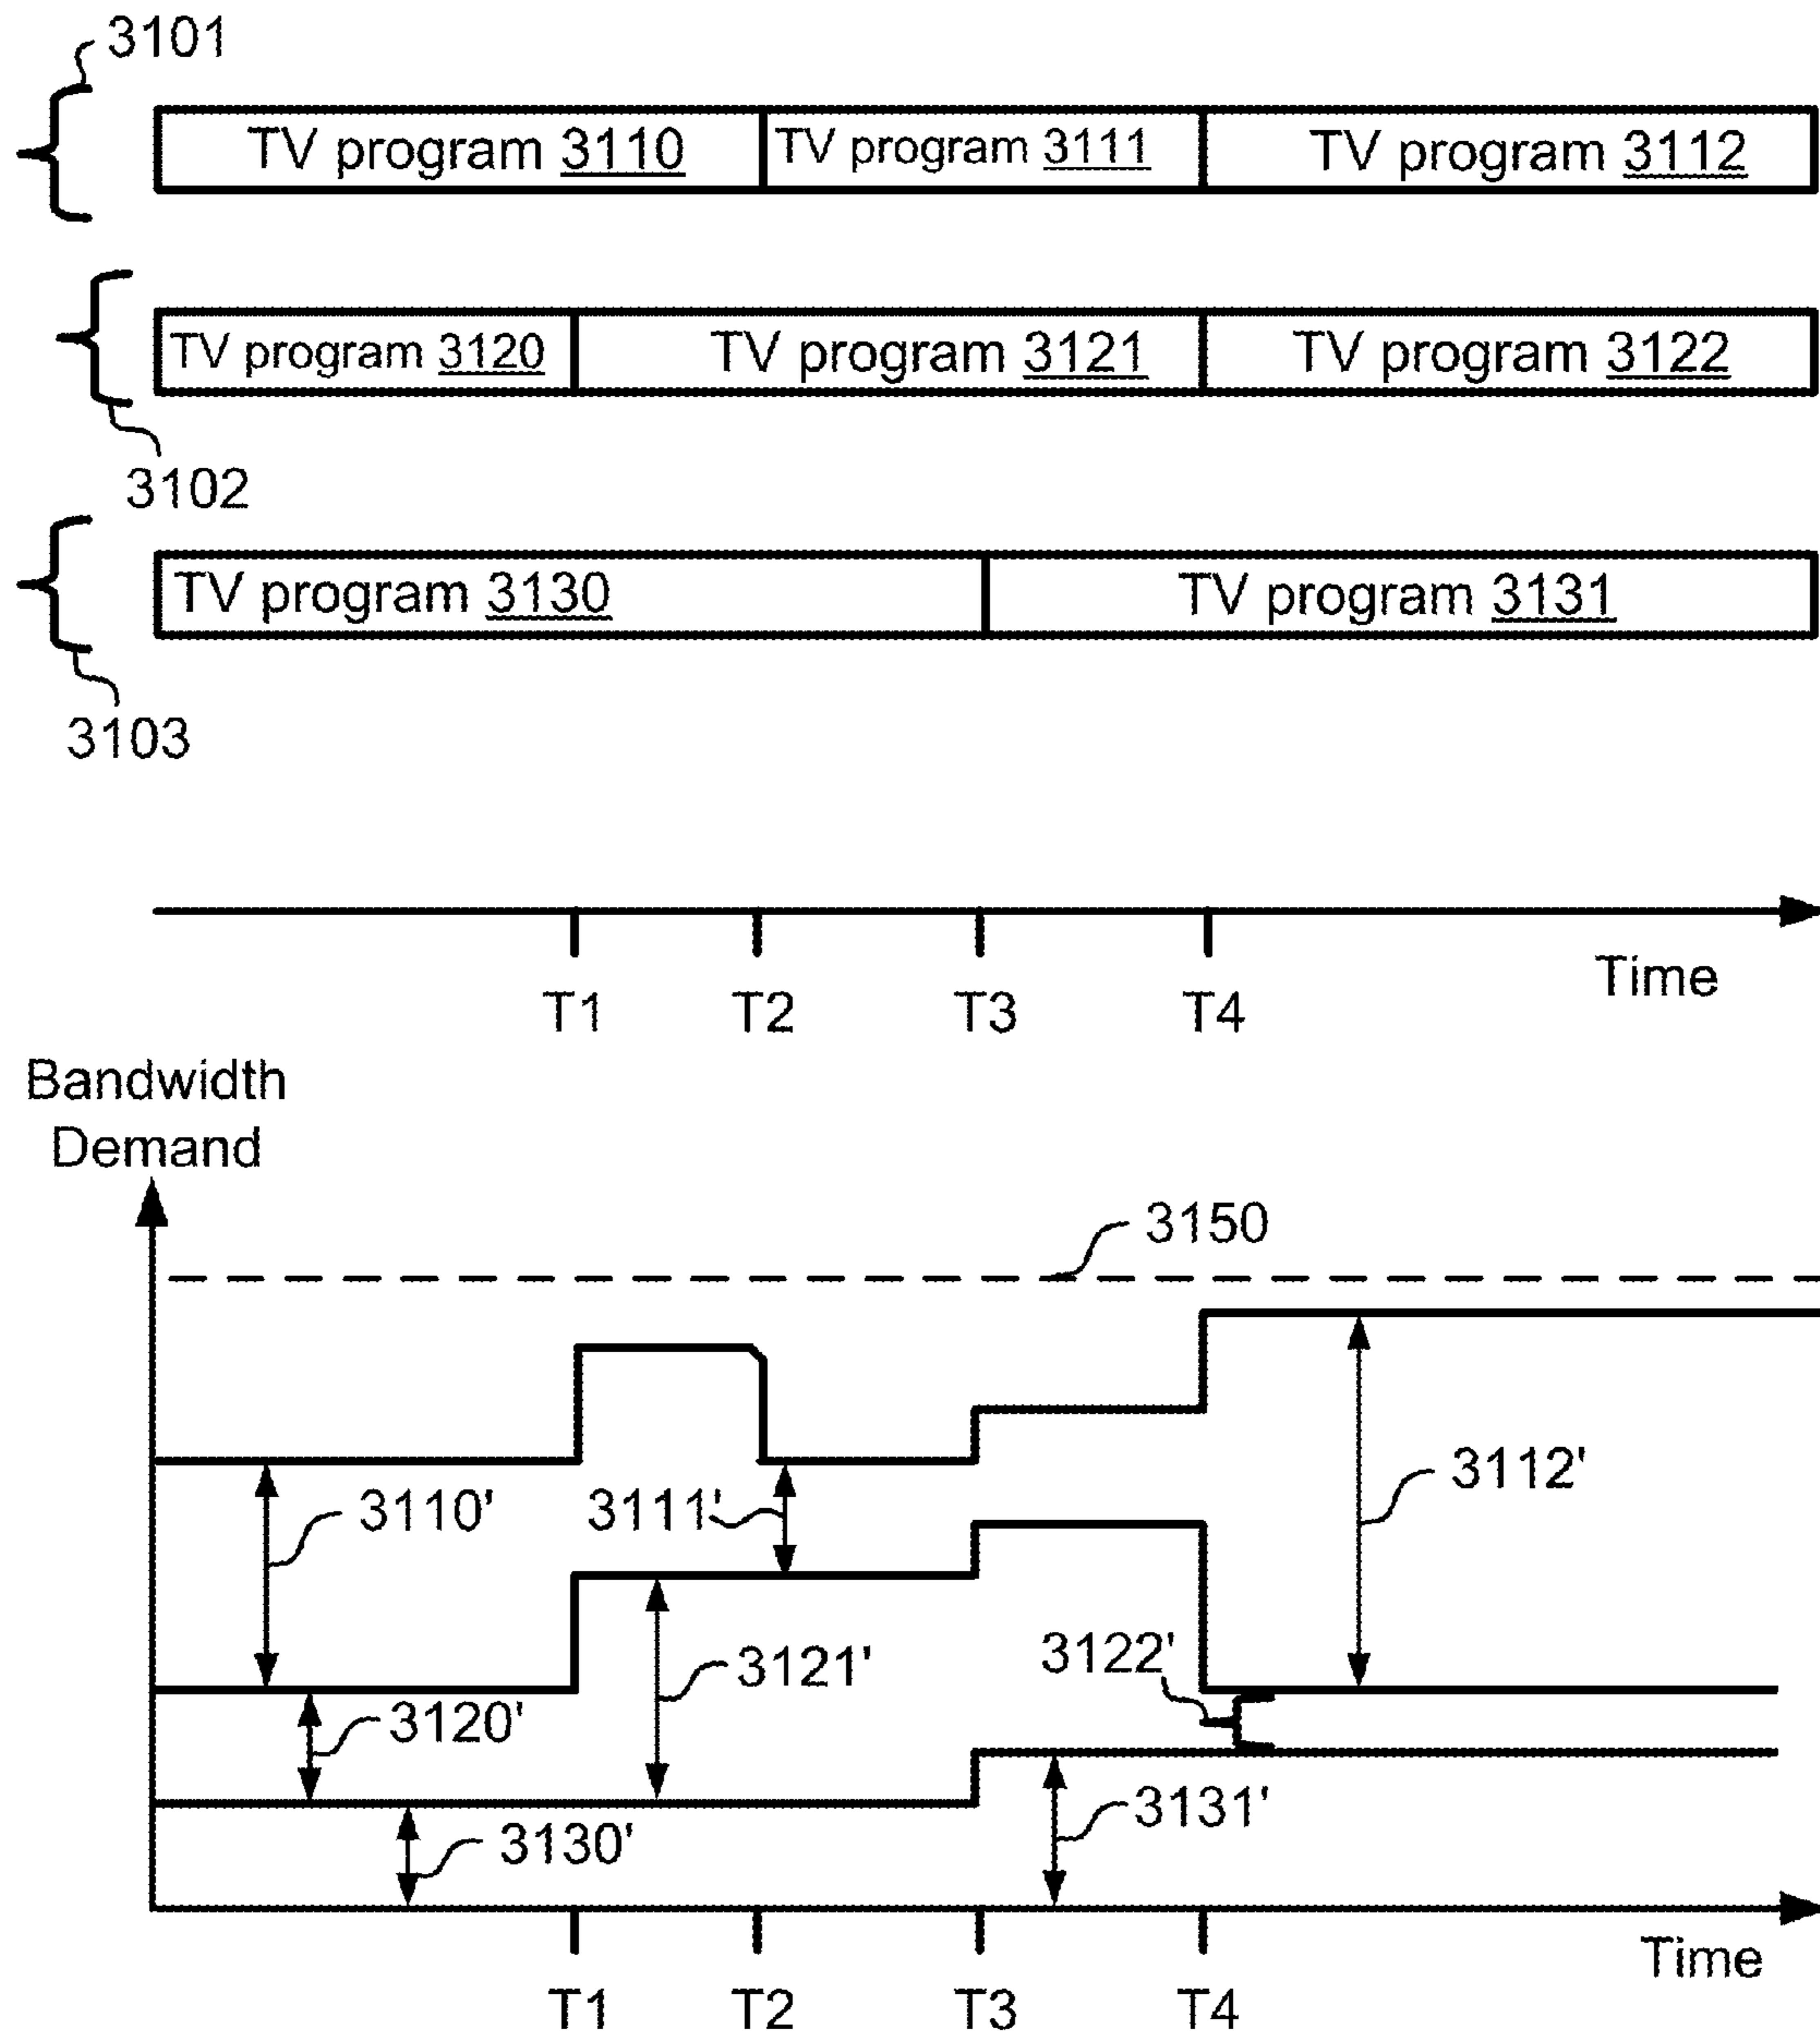 3101
TV program 3110 TV program 3111 TV program 3112
TV program 3120 TV program 3121 TV program 3122
3102
TV program 3130 TV program 3131
3103
Time
T1 T2 T3 T4
Bandwidth
Demand
3150
3110' 3111' 3112'
3120' 3121' 3122'
3130' 3131'
Time
T1 T2 T3 T4